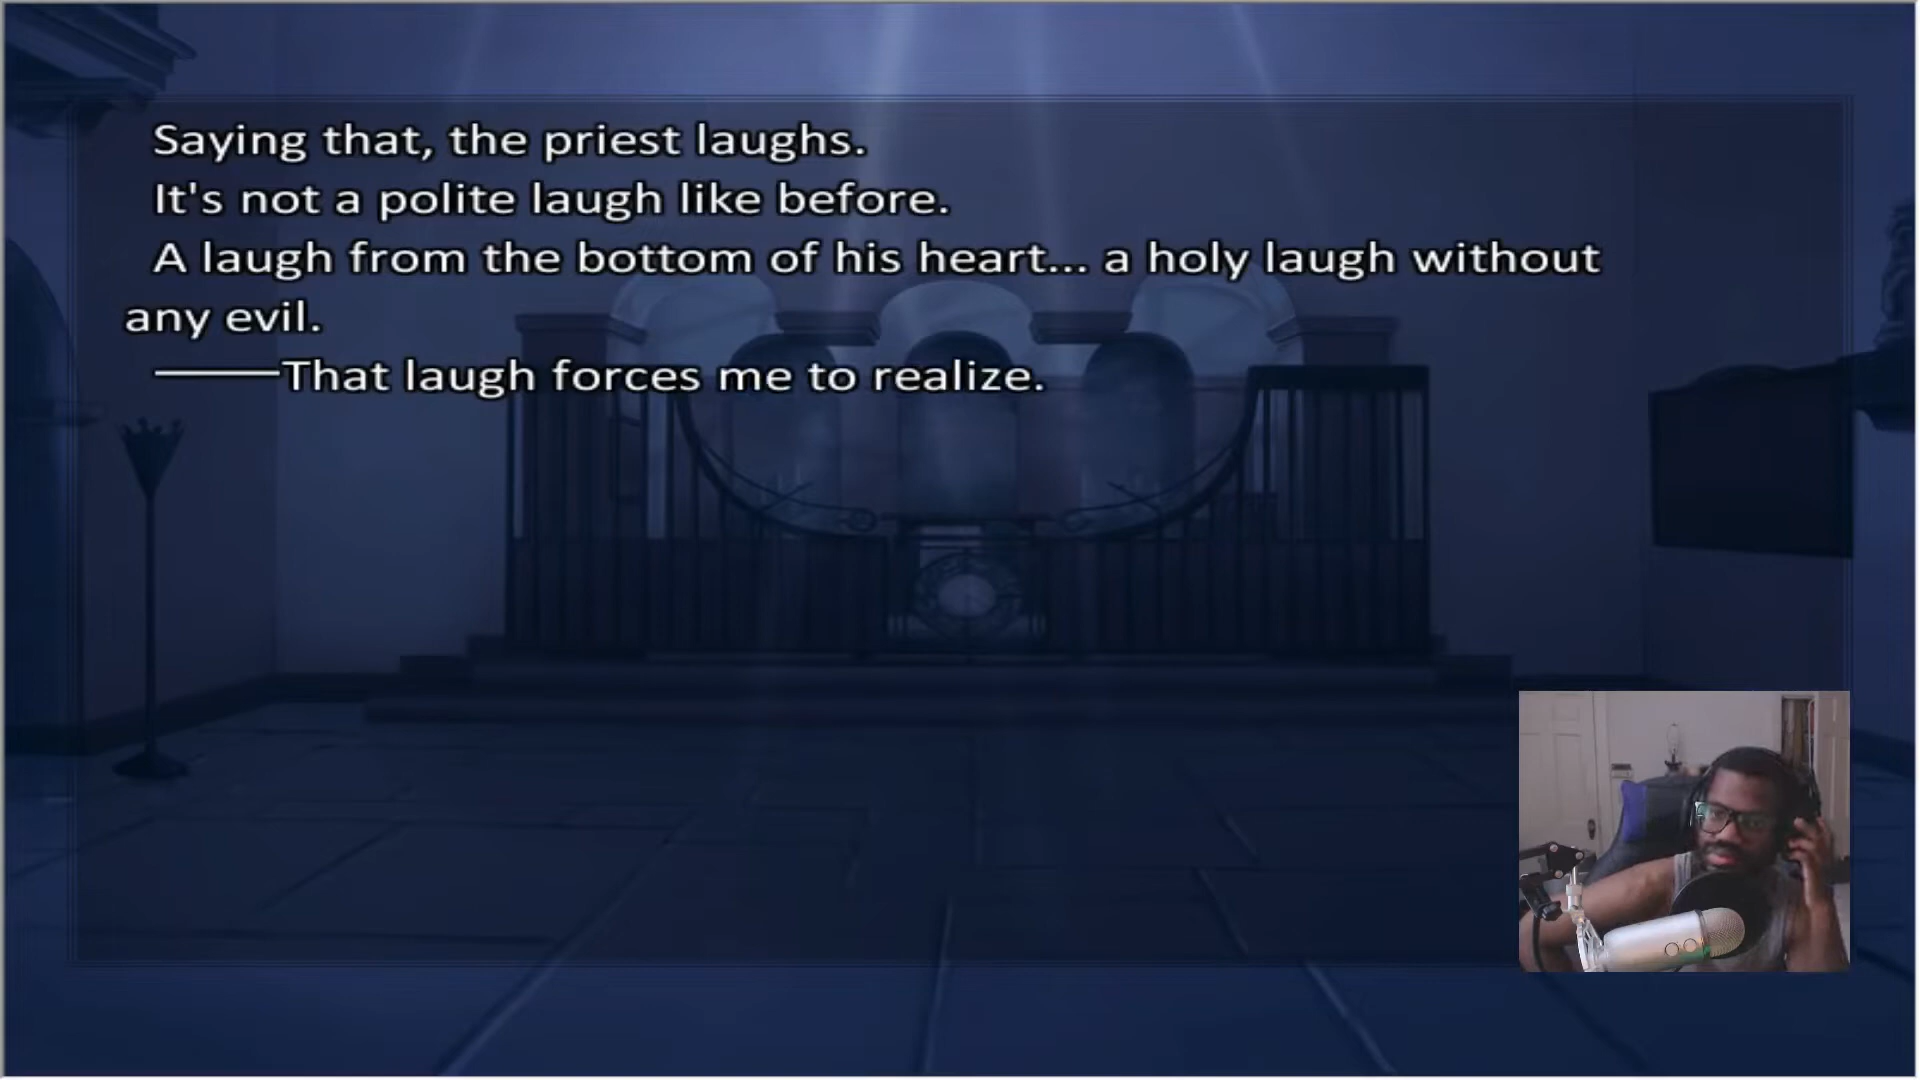 Saying that, the priest laughs.
It's not a polite laugh like before.
A laugh from the bottom of his heart... a holy laugh without
any evil.
———That laugh forces me to realize.